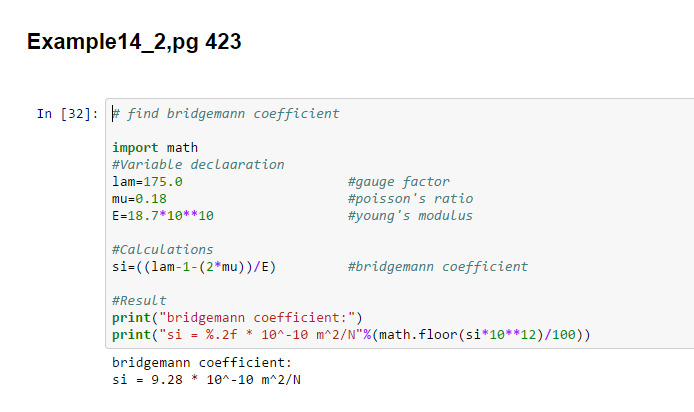 Example14_2,pg 423
In [32]: # find bridgemann coefficient
import math
#Variable declaaration
lam=175.0 #gauge factor
mu=0.18 #poisson's ratio
E=18.7*10**10 #young's modulus
#Calculations
si=((lam-1-(2*mu))/E) #bridgemann coefficient
#Result
print("bridgemann coefficient:")
print("si = %.2f * 10^-10 m^2/N"%(math.floor(si*10**12)/100))
bridgemann coefficient:
si = 9.28 * 10^-10 m^2/N